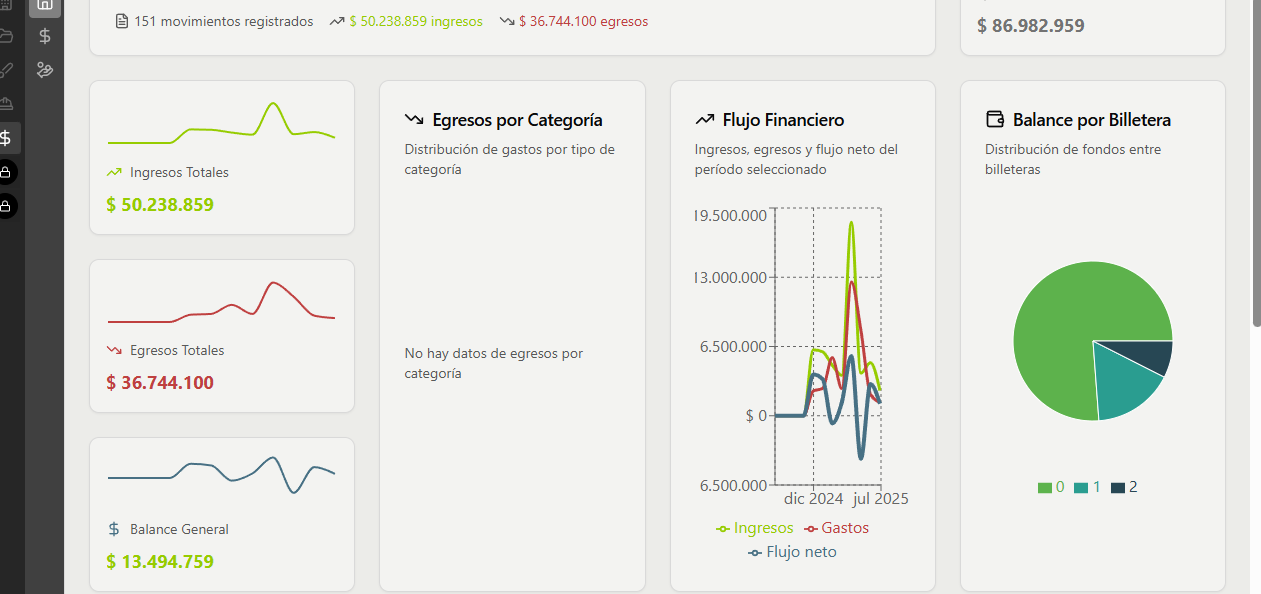 151 movimientos registrados $ 50.238.859 ingresos $ 36.744.100 egresos
$ 86.982.959
Ingresos Totales
$ 50.238.859
Egresos Totales
$ 36.744.100
Balance General
$ 13.494.759
Egresos por Categoría
Distribución de gastos por tipo de
categoría
No hay datos de egresos por
categoría
Flujo Financiero
Ingresos, egresos y flujo neto del
período seleccionado
19.500.000
13.000.000
6.500.000
$ 0
6.500.000
dic 2024 jul 2025
Ingresos Gastos
Flujo neto
Balance por Billetera
Distribución de fondos entre
billeteras
0 1 2